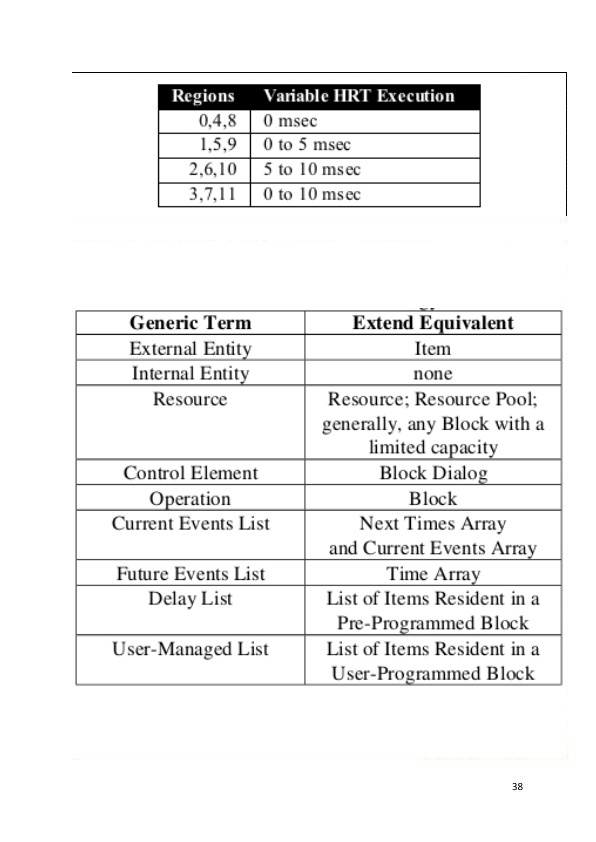 Regions Variable HRT Execution
0,4,8 0 msec
1,5,9 0 to 5 msec
2,6,10 5 to 10 msec
3,7,11 0 to 10 msec
Generic Term Extend Equivalent
External Entity Item
Internal Entity none
Resource Resource; Resource Pool;
generally, any Block with a
limited capacity
Control Element Block Dialog
Operation Block
Current Events List Next Times Array
and Current Events Array
Future Events List Time Array
Delay List List of Items Resident in a
Pre-Programmed Block
User-Managed List List of Items Resident in a
User-Programmed Block
38